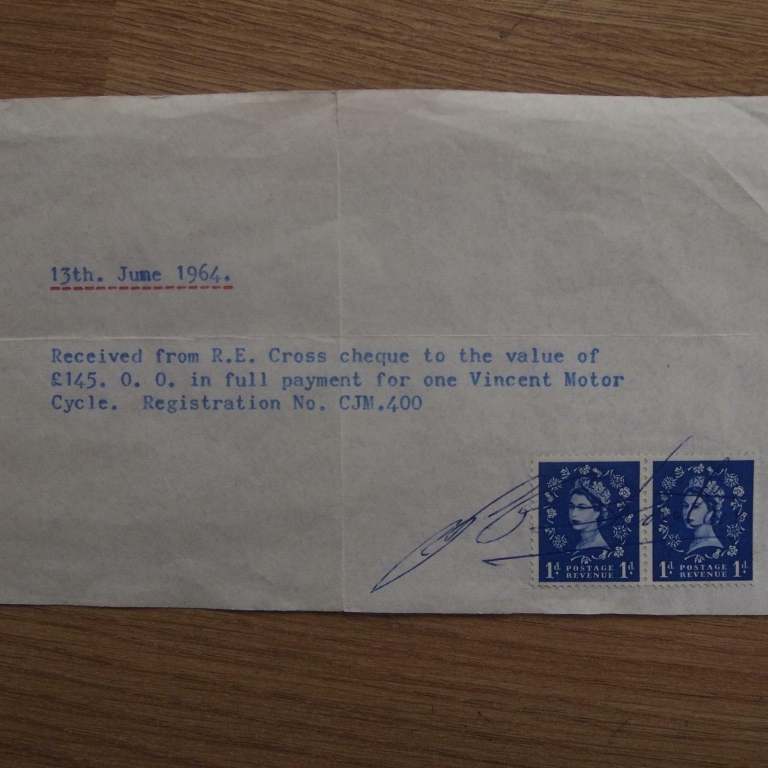 13th. June 1964.
Received from R.E. Cross cheque to the value of
£145. 0. 0. in full payment for one Vincent Motor
Cycle. Registration No. CJM.400
1d POSTAGE REVENUE 1d
1d POSTAGE REVENUE 1d